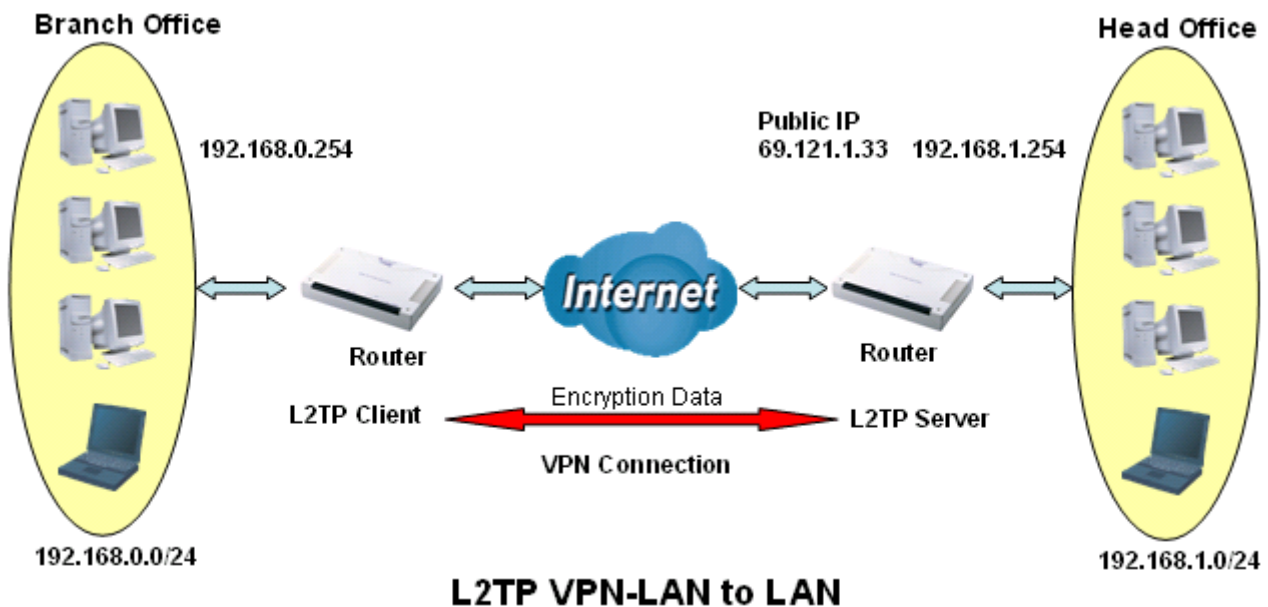 Branch Office
Head Office
192.168.0.254
Public IP
69.121.1.33 192.168.1.254
Internet
Router
Router
L2TP Client
Encryption Data
L2TP Server
VPN Connection
192.168.0.0/24
192.168.1.0/24
L2TP VPN-LAN to LAN